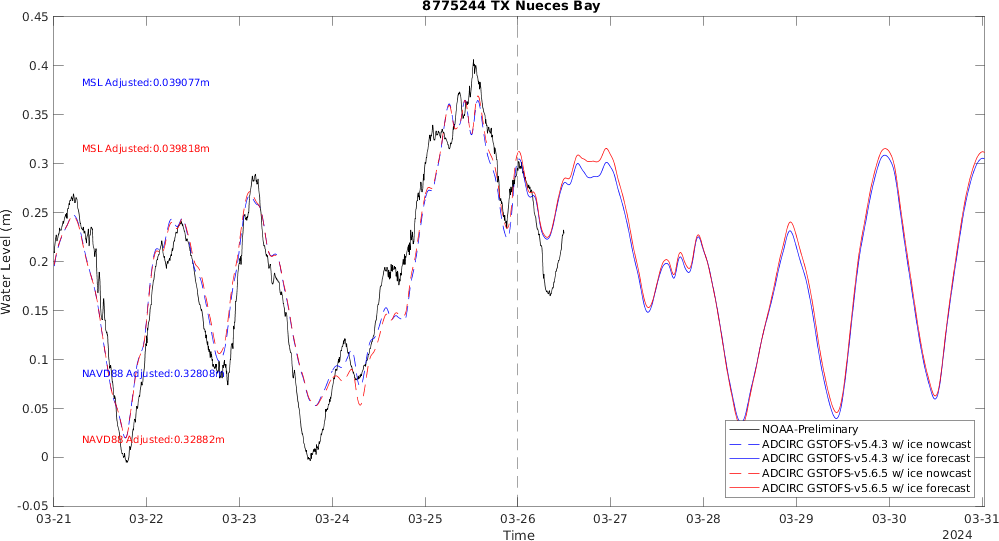 8775244 TX Nueces Bay
0.45
0.4
0.35
0.3
0.25
0.2
0.15
0.1
0.05
0
-0.05
Water Level (m)
MSL Adjusted:0.039077m
MSL Adjusted:0.039818m
NAVD88 Adjusted:0.32808m
NAVD88 Adjusted:0.32882m
NOAA-Preliminary
ADCIRC GSTOFS-v5.4.3 w/ ice nowcast
ADCIRC GSTOFS-v5.4.3 w/ ice forecast
ADCIRC GSTOFS-v5.6.5 w/ ice nowcast
ADCIRC GSTOFS-v5.6.5 w/ ice forecast
03-21 03-22 03-23 03-24 03-25 03-26 03-27 03-28 03-29 03-30 03-31
Time
2024